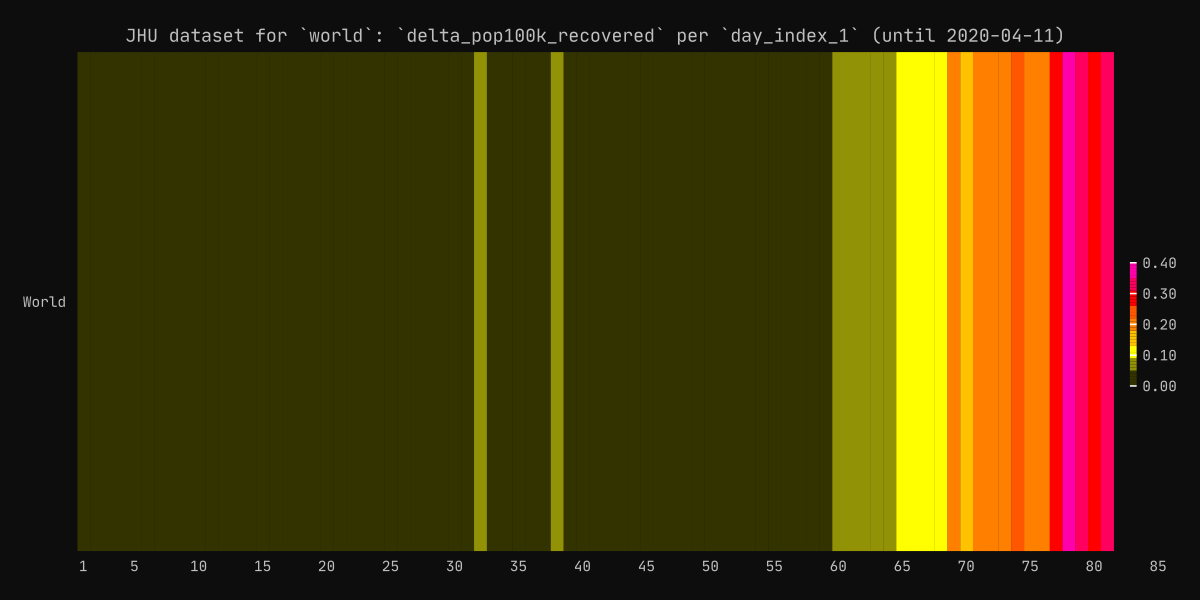 JHU dataset for `world`: `delta_pop100k_recovered` per `day_index_1` (until 2020-04-11)
0.40
0.30
World
0.20
0.10
0.00
1 5 10 15 20 25 30 35 40 45 50 55 60 65 70 75 80 85